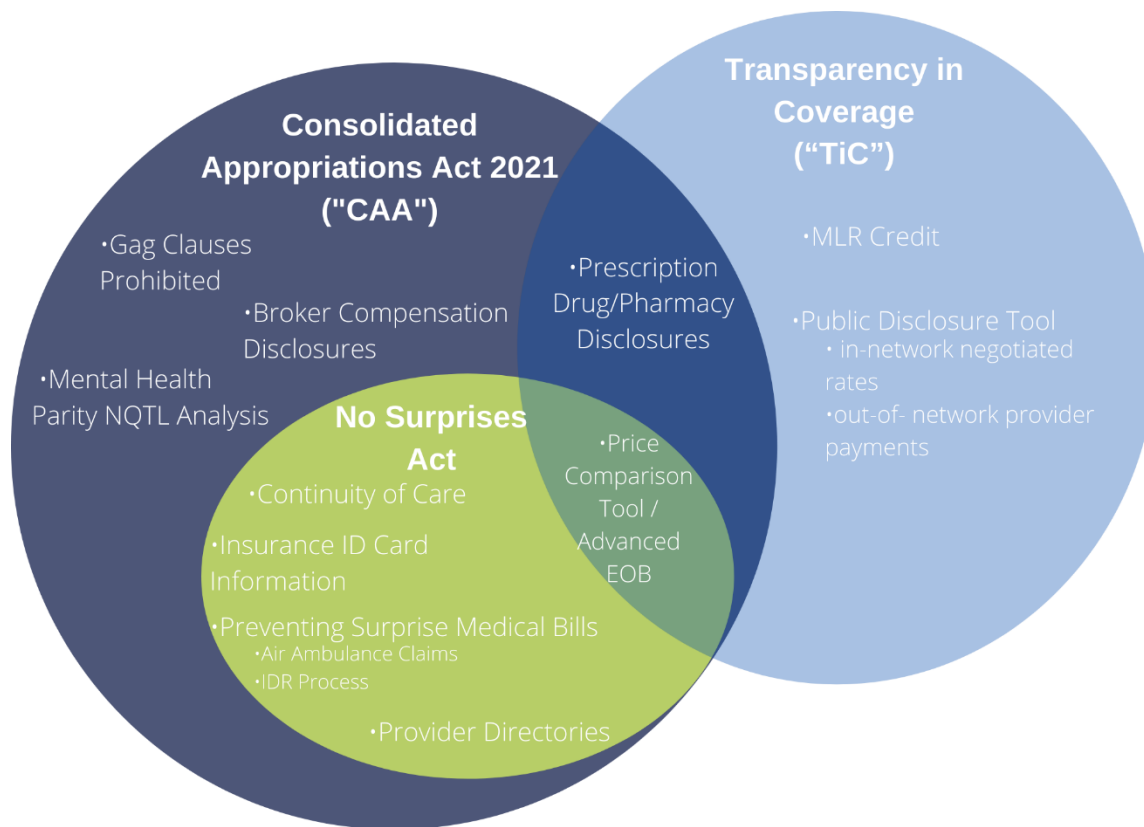 Consolidated
Appropriations Act 2021
("CAA")
•Gag Clauses
Prohibited
•Broker Compensation
Disclosures
•Mental Health
Parity NQTL Analysis
No Surprises
Act
•Continuity of Care
•Insurance ID Card
Information
•Preventing Surprise Medical Bills
•Air Ambulance Claims
•IDR Process
•Provider Directories
•Prescription
Drug/Pharmacy
Disclosures
•Price
Comparison
Tool /
Advanced
EOB
Transparency in
Coverage
(“TiC”)
•MLR Credit
•Public Disclosure Tool
• in-network negotiated
rates
•out-of- network provider
payments